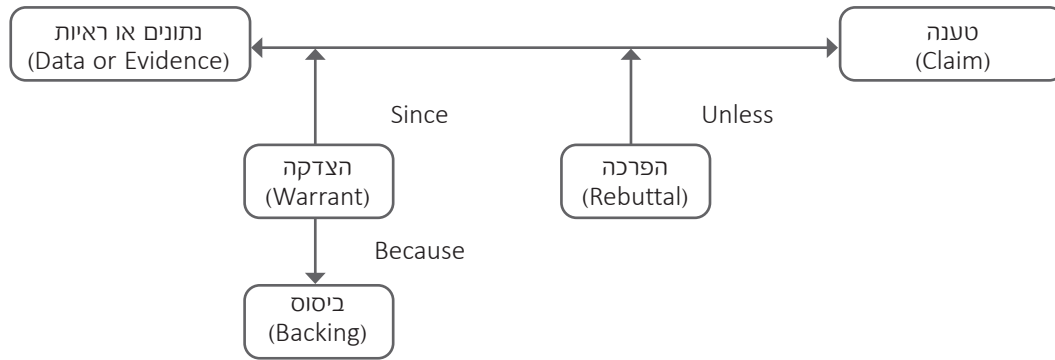 נתונים או ראיות
(Data or Evidence)
טענה
(Claim)
Since
Unless
הצדקה
(Warrant)
הפרכה
(Rebuttal)
Because
ביסוס
(Backing)